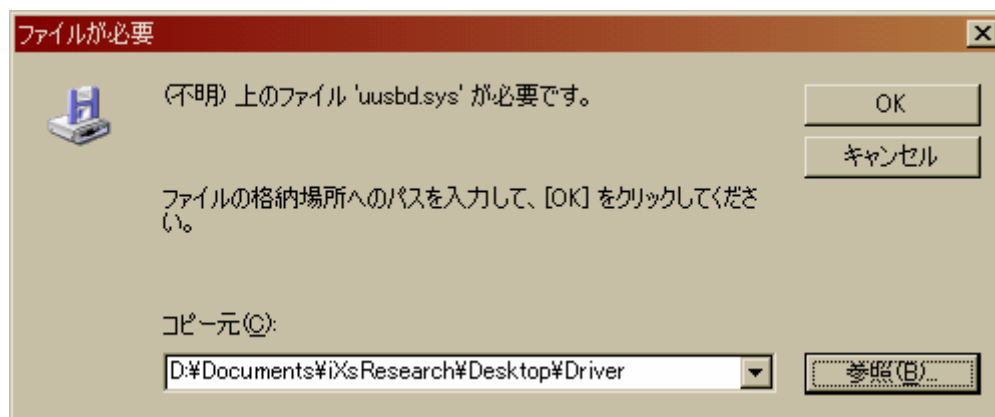 ファイルが必要
(不明) 上のファイル 'uusbd.sys' が必要です。
OK
キャンセル
ファイルの格納場所へのパスを入力して、[OK] をクリックしてくださ
い。
コピー元(C):
D:¥Documents¥iXsResearch¥Desktop¥Driver
参照(B)...